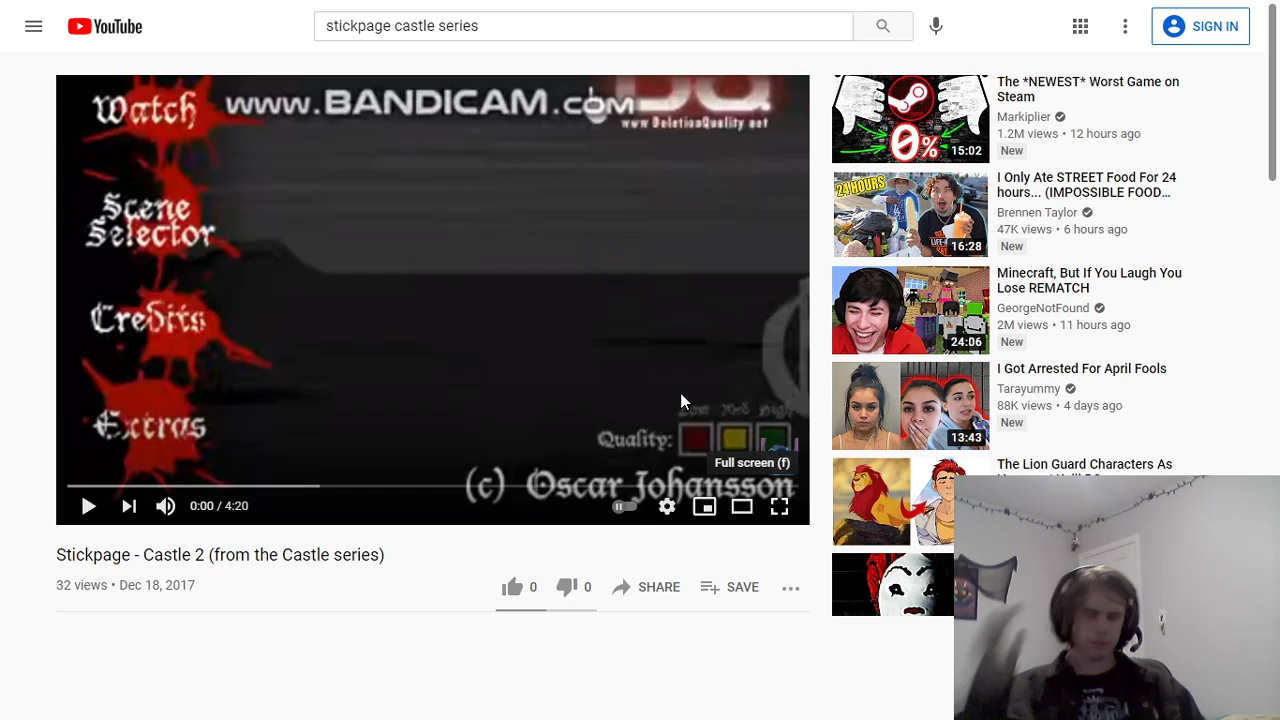 YouTube
stickpage castle series
SIGN IN
Watch
www.BANDICAM.com
www.DeletionQuality.net
Scene
Selector
Credits
Extras
Quality:
Full screen (f)
(c) Oscar Johansson
0:00 / 4:20
Stickpage - Castle 2 (from the Castle series)
32 views • Dec 18, 2017
0
0
SHARE
SAVE
0%
15:02
The *NEWEST* Worst Game on
Steam
Markiplier
1.2M views • 12 hours ago
New
24 HOURS
16:28
I Only Ate STREET Food For 24
hours... (IMPOSSIBLE FOOD...
Brennen Taylor
47K views • 6 hours ago
New
24:06
Minecraft, But If You Laugh You
Lose REMATCH
GeorgeNotFound
2M views • 11 hours ago
New
13:43
I Got Arrested For April Fools
Tarayummy
88K views • 4 days ago
New
The Lion Guard Characters As